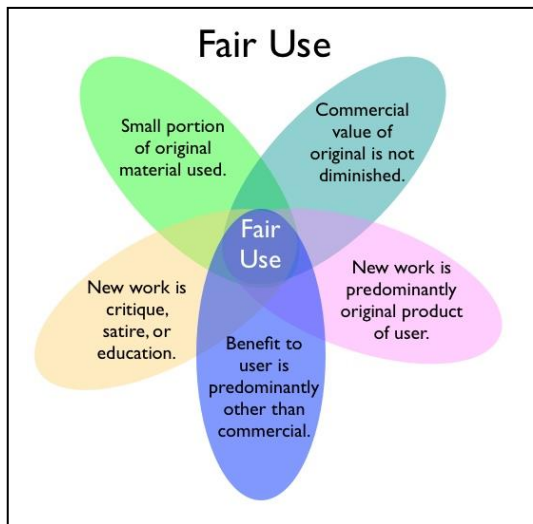 Fair Use
Small portion
of original
material used.
Commercial
value of
original is not
diminished.
Fair
Use
New work is
critique,
satire, or
education.
New work is
predominantly
original product
of user.
Benefit to
user is
predominantly
other than
commercial.